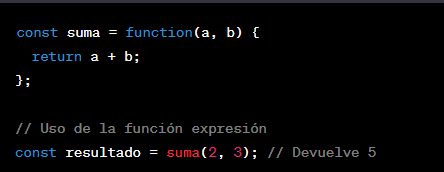 const suma = function(a, b) {
  return a + b;
};

// Uso de la función expresión
const resultado = suma(2, 3); // Devuelve 5